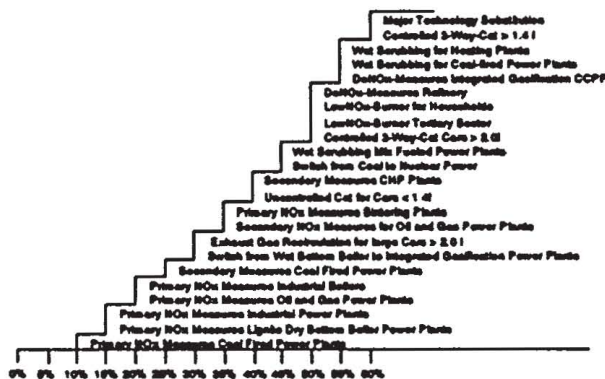 Major Technology Substitution
Controlled 3-Way-Cat > 1.4 l
Wet Scrubbing for Heating Plants
Wet Scrubbing for Coal-fired Power Plants
DeNOx-Measures Integrated Gasification CCPP
DeNOx-Measures Refinery
LowNOx-Burner for Households
LowNOx-Burner Tertiary Sector
Controlled 3-Way-Cat Cars > 2.0l
Wet Scrubbing Mix Fueled Power Plants
Switch from Coal to Nuclear Power
Secondary Measures CHP Plants
Uncontrolled Cat for Cars < 1.4l
Primary NOx Measures Sintering Plants
Secondary NOx Measures for Oil and Gas Power Plants
Exhaust Gas Recirculation for large Cars > 2.0 l
Switch from Wet Bottom Boiler to Integrated Gasification Power Plants
Secondary Measures Coal Fired Power Plants
Primary NOx Measures Industrial Boilers
Primary NOx Measures Oil and Gas Power Plants
Primary NOx Measures Industrial Power Plants
Primary NOx Measures Lignite Dry Bottom Boiler Power Plants
Primary NOx Measures Coal Fired Power Plants
0% 5% 10% 15% 20% 25% 30% 35% 40% 45% 50% 55% 60%